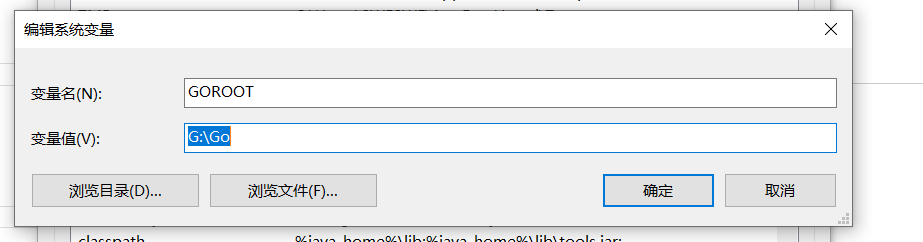 编辑系统变量
变量名(N):
GOROOT
变量值(V):
G:\Go
浏览目录(D)...
浏览文件(F)...
确定
取消
classpath
%java_home%\lib;%java_home%\lib\tools.jar;